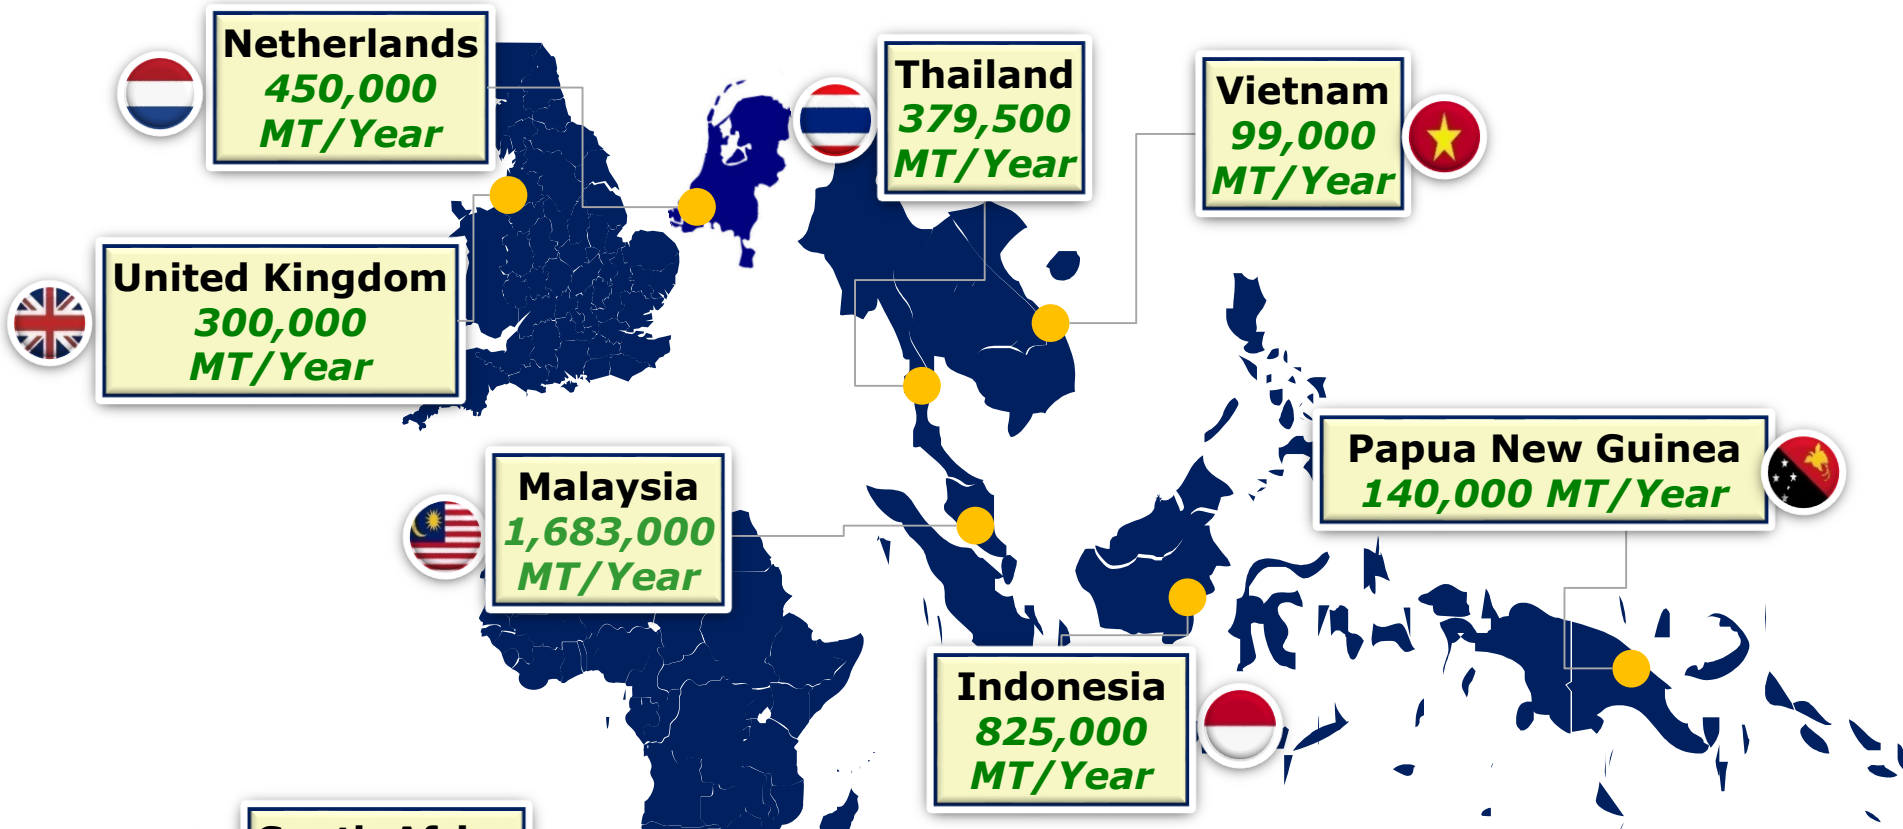 Netherlands
450,000
MT/Year
Thailand
379,500
MT/Year
Vietnam
99,000
MT/Year
United Kingdom
300,000
MT/Year
Malaysia
1,683,000
MT/Year
Papua New Guinea
140,000 MT/Year
Indonesia
825,000
MT/Year